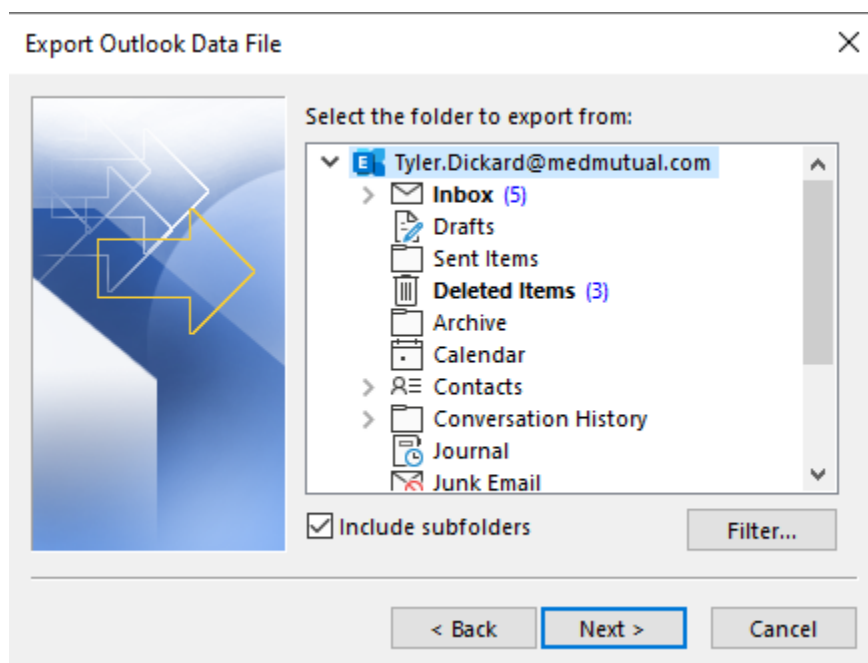 Export Outlook Data File
Select the folder to export from:
E Tyler.Dickard@medmutual.com
Inbox (5)
Drafts
Sent Items
Deleted Items (3)
Archive
Calendar
Contacts
Conversation History
Journal
Junk Email
Include subfolders
Filter...
< Back Next > Cancel